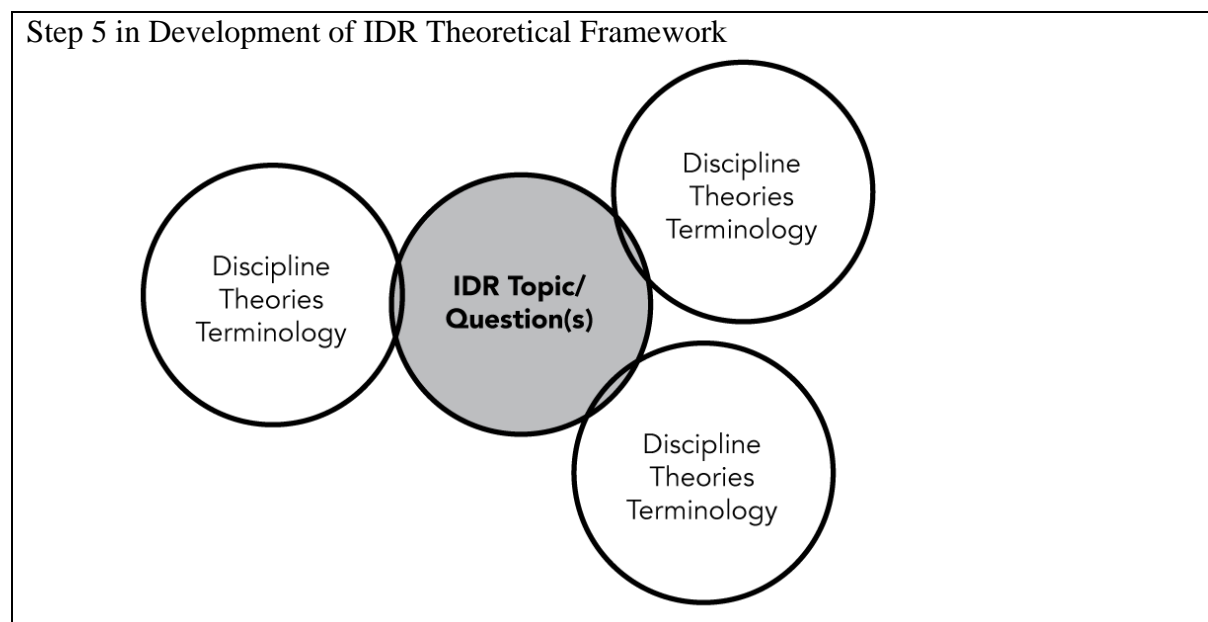 Step 5 in Development of IDR Theoretical Framework
Discipline
Theories
Terminology
Discipline
Theories
Terminology
IDR Topic/
Question(s)
Discipline
Theories
Terminology